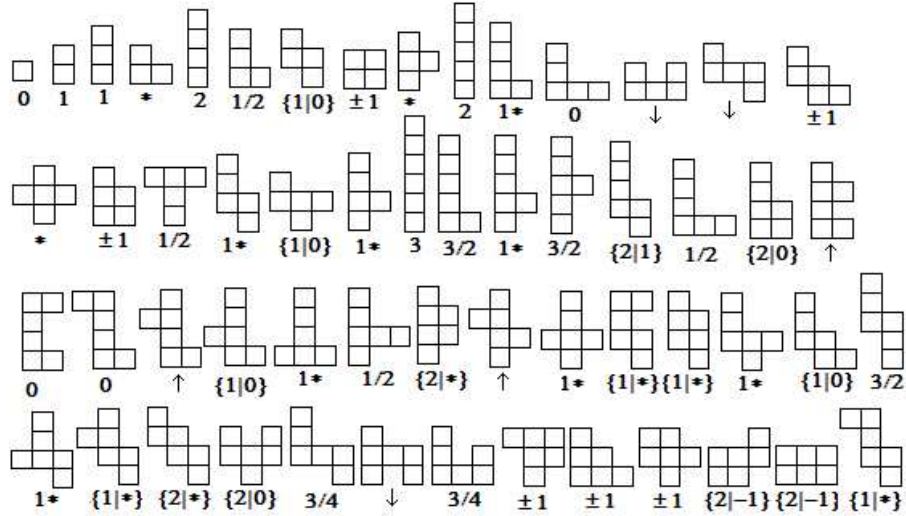 0 1 1 * 2 1/2 {1|0} ±1 * 2 1* 0 ↓ ↓ ±1
* ±1 1/2 1* {1|0} 1* 3 3/2 1* 3/2 {2|1} 1/2 {2|0} ↑
0 0 ↑ {1|0} 1* 1/2 {2|*} ↑ 1* {1|*} {1|*} 1* {1|0} 3/2
1* {1|*} {2|*} {2|0} 3/4 ↓ 3/4 ±1 ±1 ±1 {2|-1} {2|-1} {1|*}